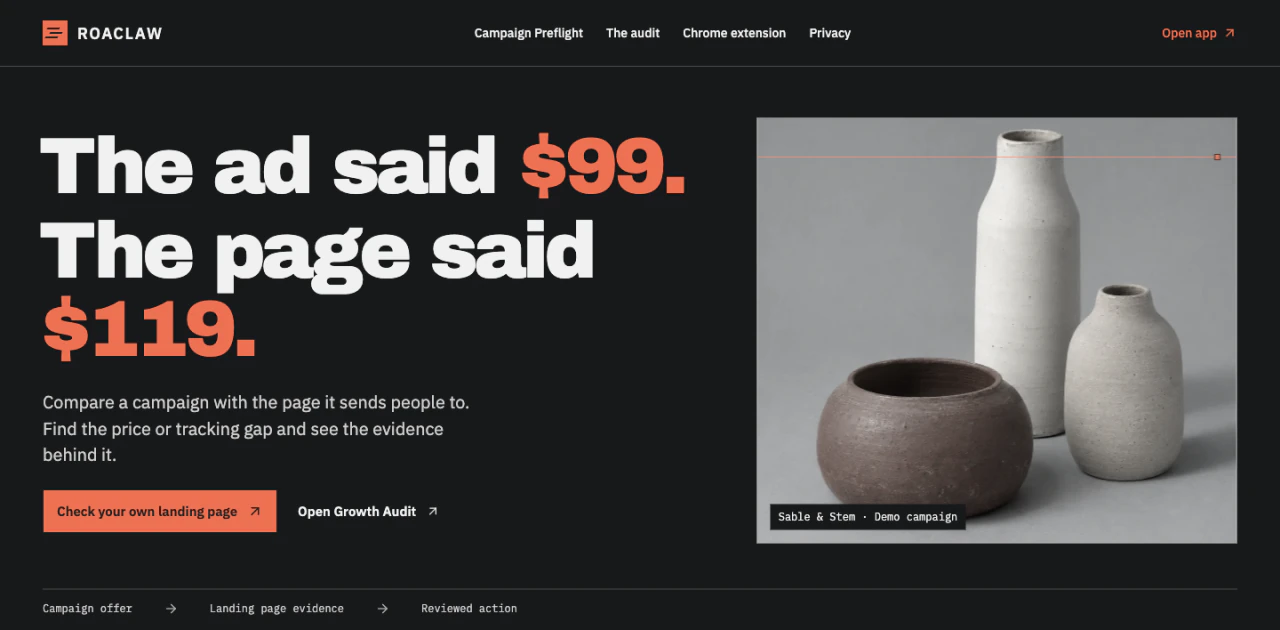 ROACLAW
Campaign Preflight
The audit
Chrome extension
Privacy
Open app
The ad said $99.
The page said
$119.
Compare a campaign with the page it sends people to.
Find the price or tracking gap and see the evidence
behind it.
Check your own landing page
Open Growth Audit
Sable & Stem · Demo campaign
Campaign offer → Landing page evidence → Reviewed action